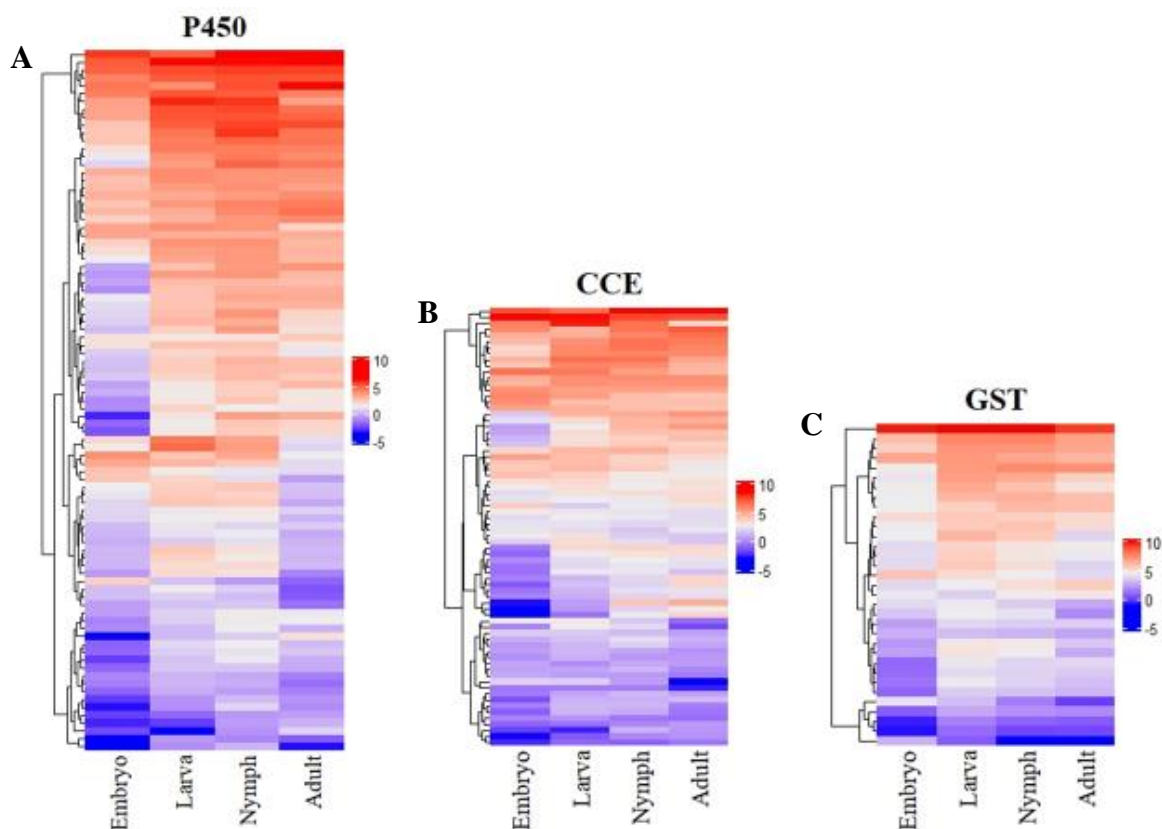 A
P450
10
5
0
-5
Embryo
Larva
Nymph
Adult
B
CCE
10
5
0
-5
Embryo
Larva
Nymph
Adult
C
GST
10
5
0
-5
Embryo
Larva
Nymph
Adult